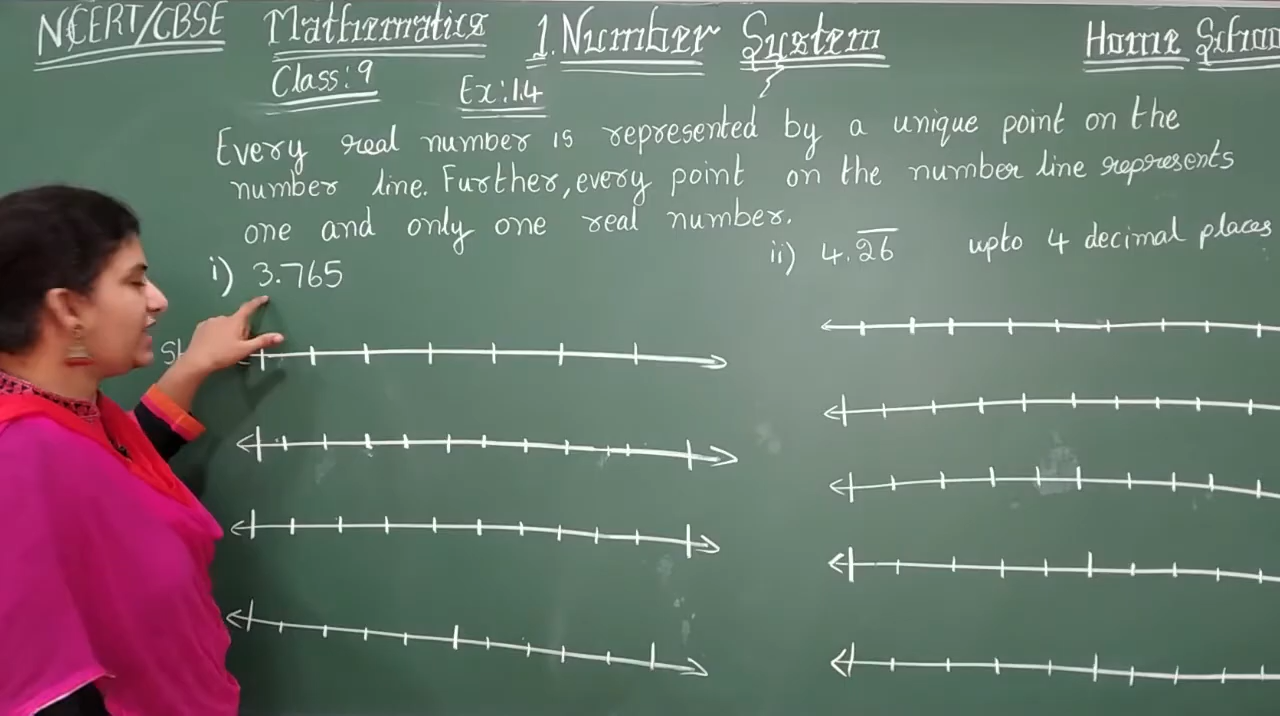 NCERT/CBSE Mathematics 1. Number System Home School
Class: 9 Ex: 1.4
Every real number is represented by a unique point on the
number line. Further, every point on the number line represents
one and only one real number.
i) 3.765
ii) 4.2̅6̅ upto 4 decimal places